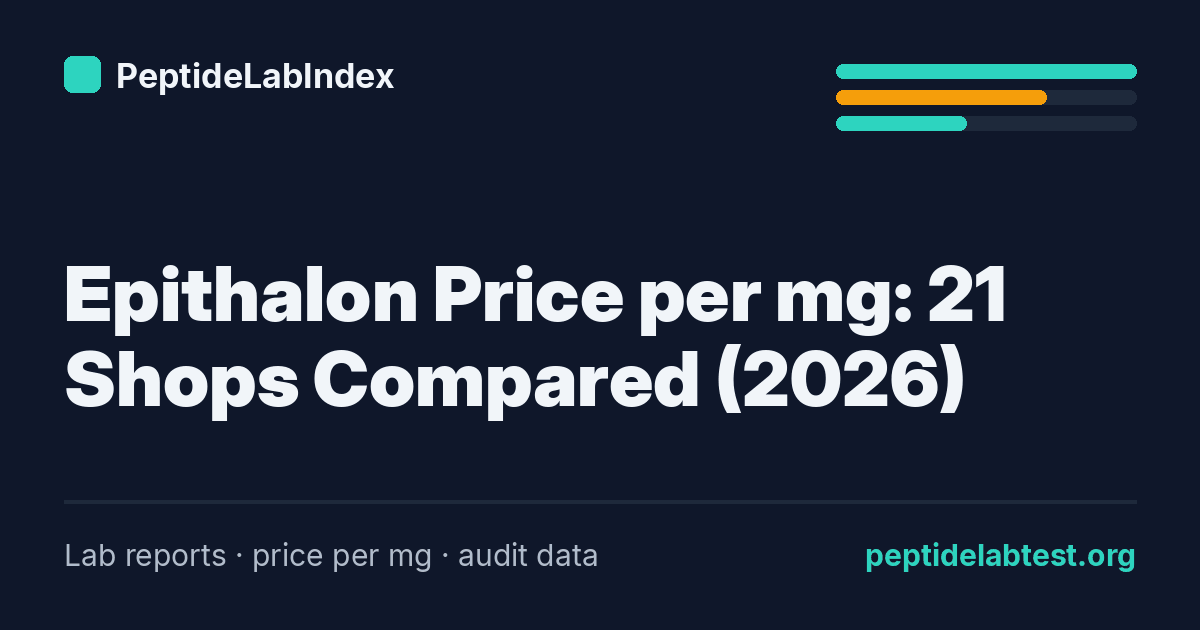 PeptideLabIndex
Epithalon Price per mg: 21
Shops Compared (2026)
Lab reports · price per mg · audit data
peptidelabtest.org